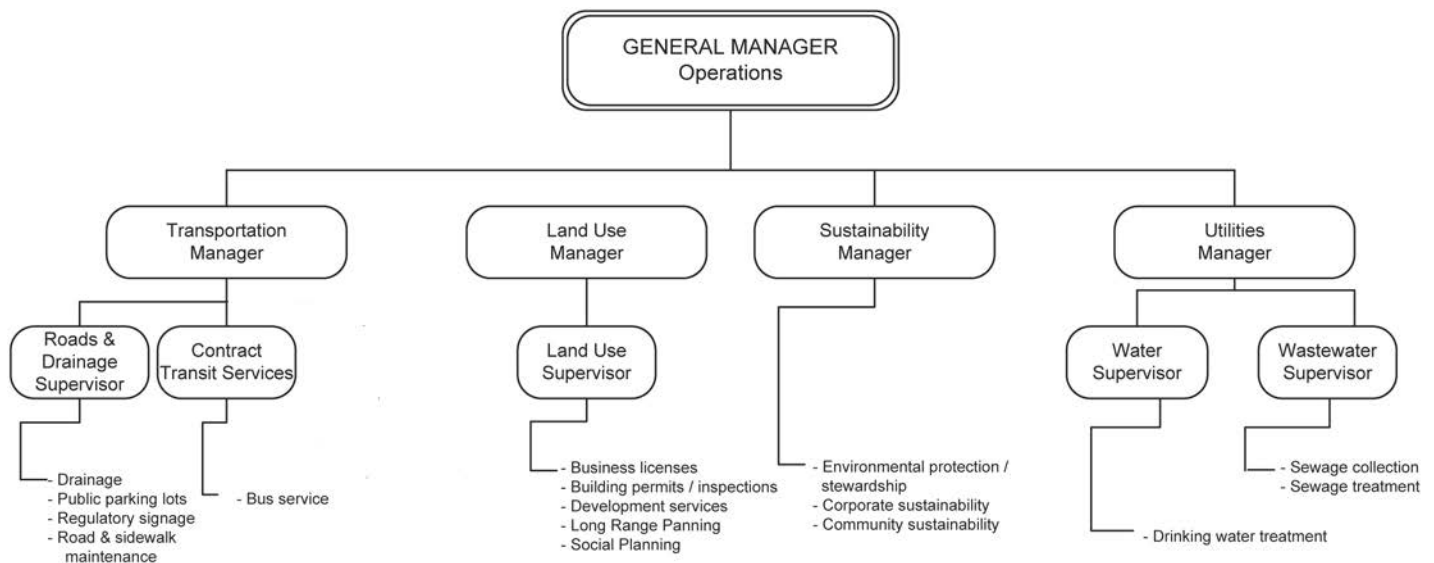 GENERAL MANAGER
Operations
Transportation
Manager
Land Use
Manager
Sustainability
Manager
Utilities
Manager
Roads &
Drainage
Supervisor
Contract
Transit Services
Land Use
Supervisor
Water
Supervisor
Wastewater
Supervisor
- Drainage
- Public parking lots
- Regulatory signage
- Road & sidewalk
maintenance
- Bus service
- Business licenses
- Building permits / inspections
- Development services
- Long Range Panning
- Social Planning
- Environmental protection /
stewardship
- Corporate sustainability
- Community sustainability
- Drinking water treatment
- Sewage collection
- Sewage treatment